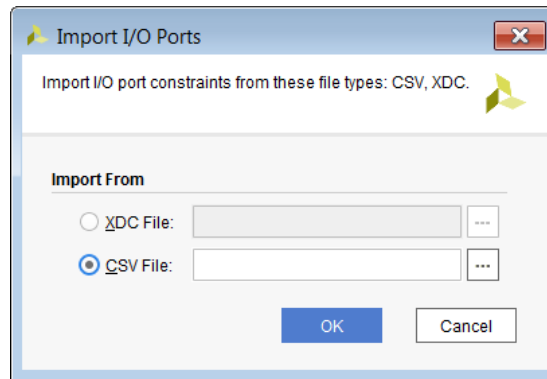 Import I/O Ports
Import I/O port constraints from these file types: CSV, XDC.
Import From
XDC File:
...
CSV File:
...
OK
Cancel